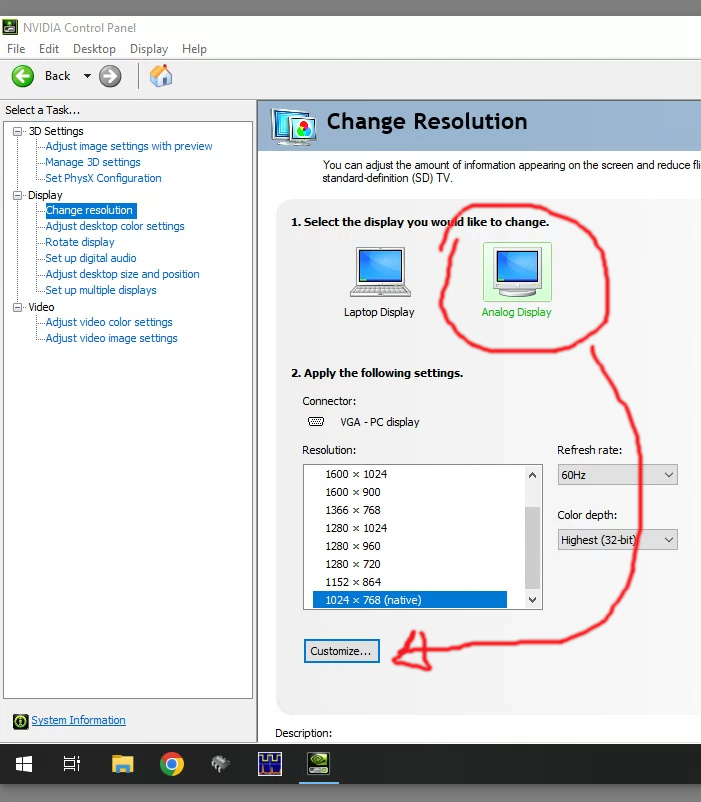 NVIDIA Control Panel
File Edit Desktop Display Help
Back
Select a Task...
3D Settings
Adjust image settings with preview
Manage 3D settings
Set PhysX Configuration
Display
Change resolution
Adjust desktop color settings
Rotate display
Set up digital audio
Adjust desktop size and position
Set up multiple displays
Video
Adjust video color settings
Adjust video image settings
System Information
Change Resolution
You can adjust the amount of information appearing on the screen and reduce fli
standard-definition (SD) TV.
1. Select the display you would like to change.
Laptop Display
Analog Display
2. Apply the following settings.
Connector:
VGA - PC display
Resolution:
1600 × 1024
1600 × 900
1366 × 768
1280 × 1024
1280 × 960
1280 × 720
1152 × 864
1024 × 768 (native)
Refresh rate:
60Hz
Color depth:
Highest (32-bit)
Customize...
Description: